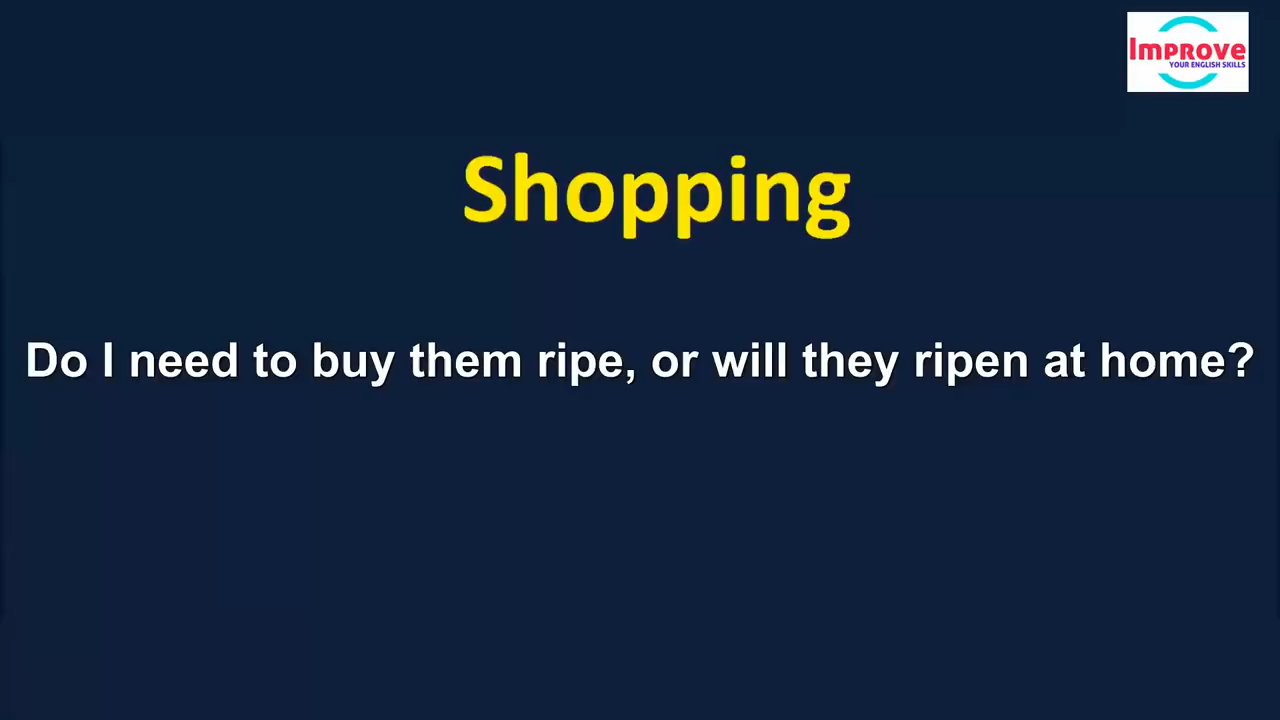 Improve
YOUR ENGLISH SKILLS
Shopping
Do I need to buy them ripe, or will they ripen at home?